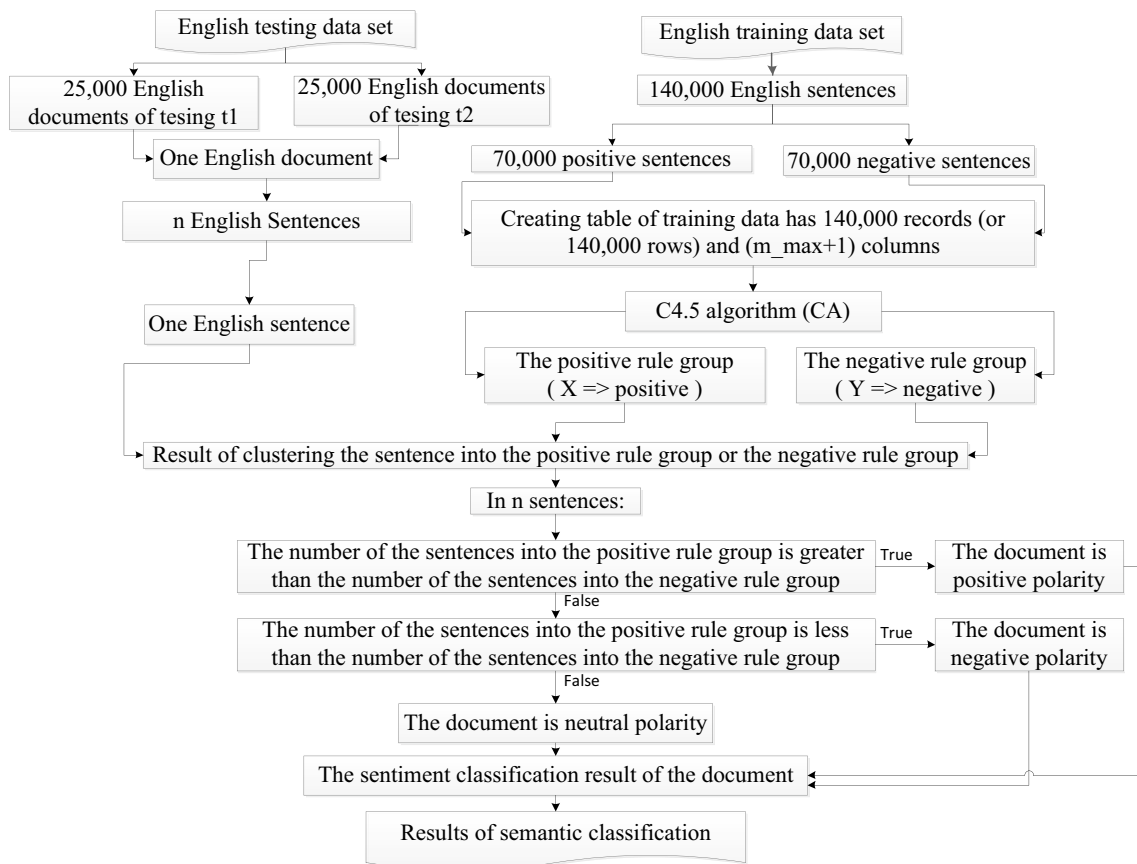 English testing data set
English training data set
25,000 English
documents of tesing t1
25,000 English documents
of tesing t2
140,000 English sentences
One English document
70,000 positive sentences
70,000 negative sentences
n English Sentences
Creating table of training data has 140,000 records (or
140,000 rows) and (m_max+1) columns
One English sentence
C4.5 algorithm (CA)
The positive rule group
( X => positive )
The negative rule group
( Y => negative )
Result of clustering the sentence into the positive rule group or the negative rule group
In n sentences:
The number of the sentences into the positive rule group is greater
than the number of the sentences into the negative rule group
True
The document is
positive polarity
False
The number of the sentences into the positive rule group is less
than the number of the sentences into the negative rule group
True
The document is
negative polarity
False
The document is neutral polarity
The sentiment classification result of the document
Results of semantic classification